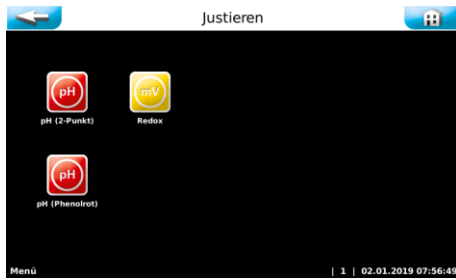 Justieren
pH
mV
pH (2-Punkt)
Redox
pH
pH (Phenolrot)
Menü
| 1 | 02.01.2019 07:56:49